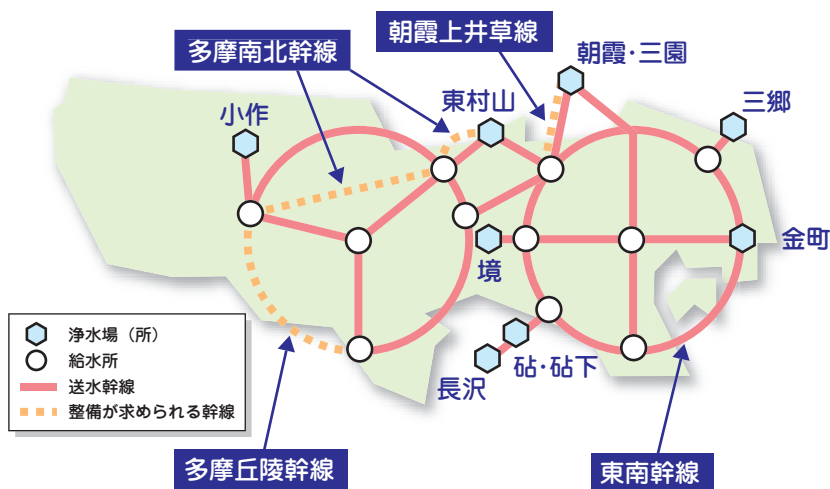 朝霞上井草線
多摩南北幹線
朝霞・三園
東村山
三郷
小作
金町
境
浄水場（所）
給水所
送水幹線
整備が求められる幹線
砧・砧下
長沢
多摩丘陵幹線
東南幹線